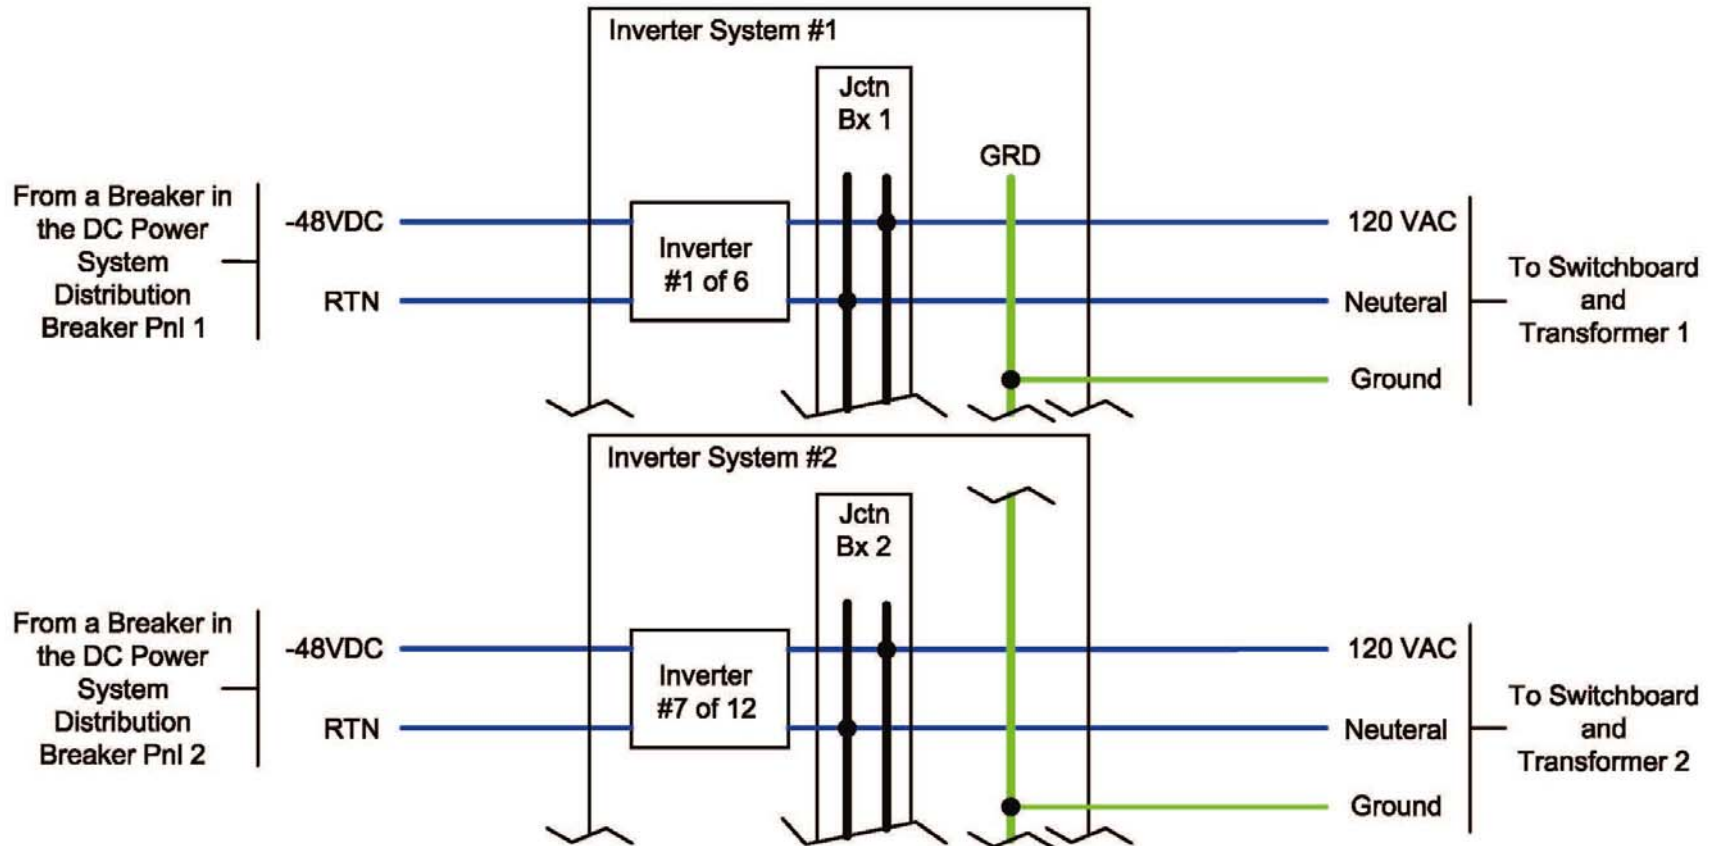 Inverter System #1
Jctn
Bx 1
GRD
From a Breaker in
the DC Power
System
Distribution
Breaker Pnl 1
-48VDC
RTN
Inverter
#1 of 6
120 VAC
Neuteral
Ground
To Switchboard
and
Transformer 1
Inverter System #2
Jctn
Bx 2
From a Breaker in
the DC Power
System
Distribution
Breaker Pnl 2
-48VDC
RTN
Inverter
#7 of 12
120 VAC
Neuteral
Ground
To Switchboard
and
Transformer 2